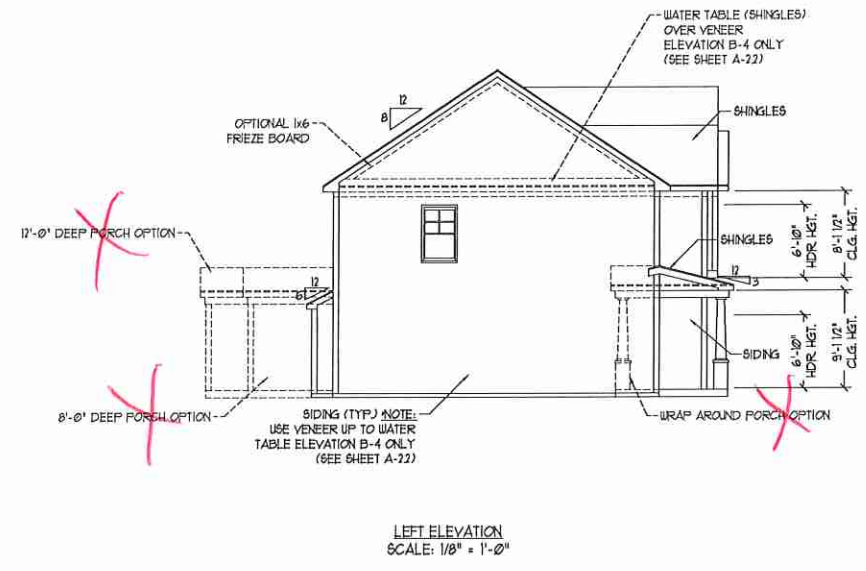 WATER TABLE (SHINGLES)
OVER VENEER
ELEVATION B-4 ONLY
(SEE SHEET A-2.2)
12
8
OPTIONAL 1x6
FRIEZE BOARD
SHINGLES
12'-0" DEEP PORCH OPTION
6'-10"
HDR. HGT.
8'-1 1/2"
CLG. HGT.
SHINGLES
12
3
12
6
6'-10"
HDR. HGT.
9'-1 1/2"
CLG. HGT.
SIDING
8'-0" DEEP PORCH OPTION
SIDING (TYP.) NOTE:
USE VENEER UP TO WATER
TABLE ELEVATION B-4 ONLY
(SEE SHEET A-2.2)
WRAP AROUND PORCH OPTION
LEFT ELEVATION
SCALE: 1/8" = 1'-0"